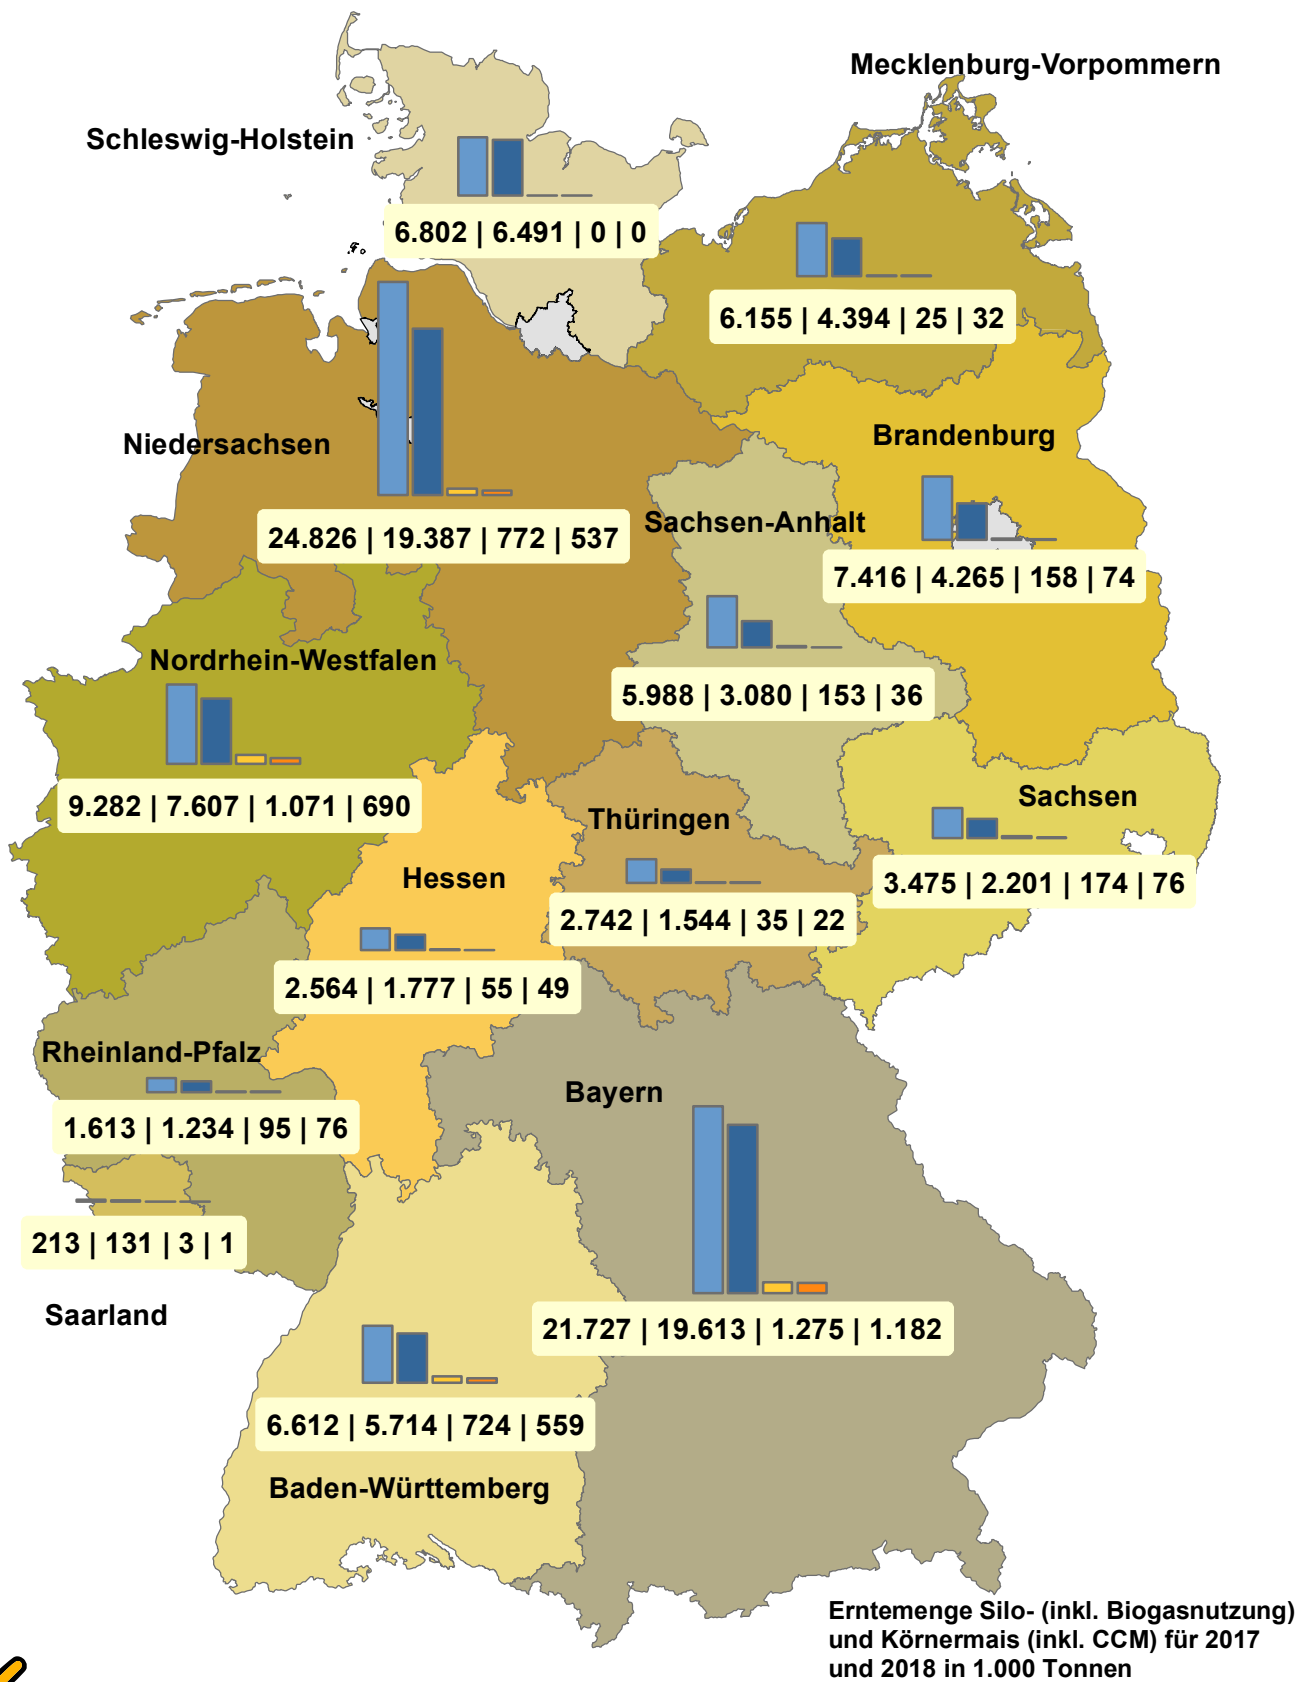 Mecklenburg-Vorpommern
Schleswig-Holstein
6.802 | 6.491 | 0 | 0
6.155 | 4.394 | 25 | 32
Niedersachsen
Brandenburg
24.826 | 19.387 | 772 | 537
Sachsen-Anhalt
7.416 | 4.265 | 158 | 74
Nordrhein-Westfalen
5.988 | 3.080 | 153 | 36
9.282 | 7.607 | 1.071 | 690
Sachsen
Thüringen
Hessen
3.475 | 2.201 | 174 | 76
2.742 | 1.544 | 35 | 22
2.564 | 1.777 | 55 | 49
Rheinland-Pfalz
Bayern
1.613 | 1.234 | 95 | 76
213 | 131 | 3 | 1
Saarland
21.727 | 19.613 | 1.275 | 1.182
6.612 | 5.714 | 724 | 559
Baden-Württemberg
Erntemenge Silo- (inkl. Biogasnutzung)
und Körnermais (inkl. CCM) für 2017
und 2018 in 1.000 Tonnen